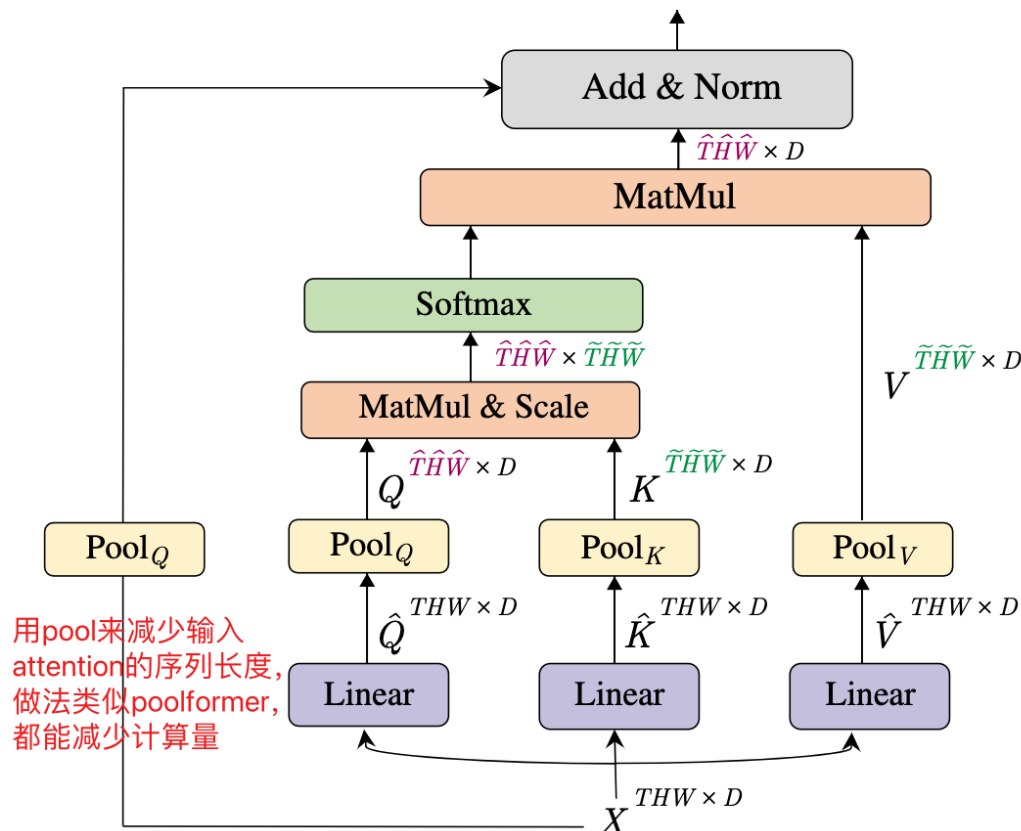 Add & Norm
T̂ĤŴ × D
MatMul
Softmax
T̂ĤŴ × T̃H̃W̃
V T̃H̃W̃ × D
MatMul & Scale
Q T̂ĤŴ × D
K T̃H̃W̃ × D
Pool_Q
Pool_Q
Pool_K
Pool_V
Q̂ THW × D
K̂ THW × D
V̂ THW × D
用pool来减少输入
attention的序列长度，
做法类似poolformer，
都能减少计算量
Linear
Linear
Linear
X THW × D